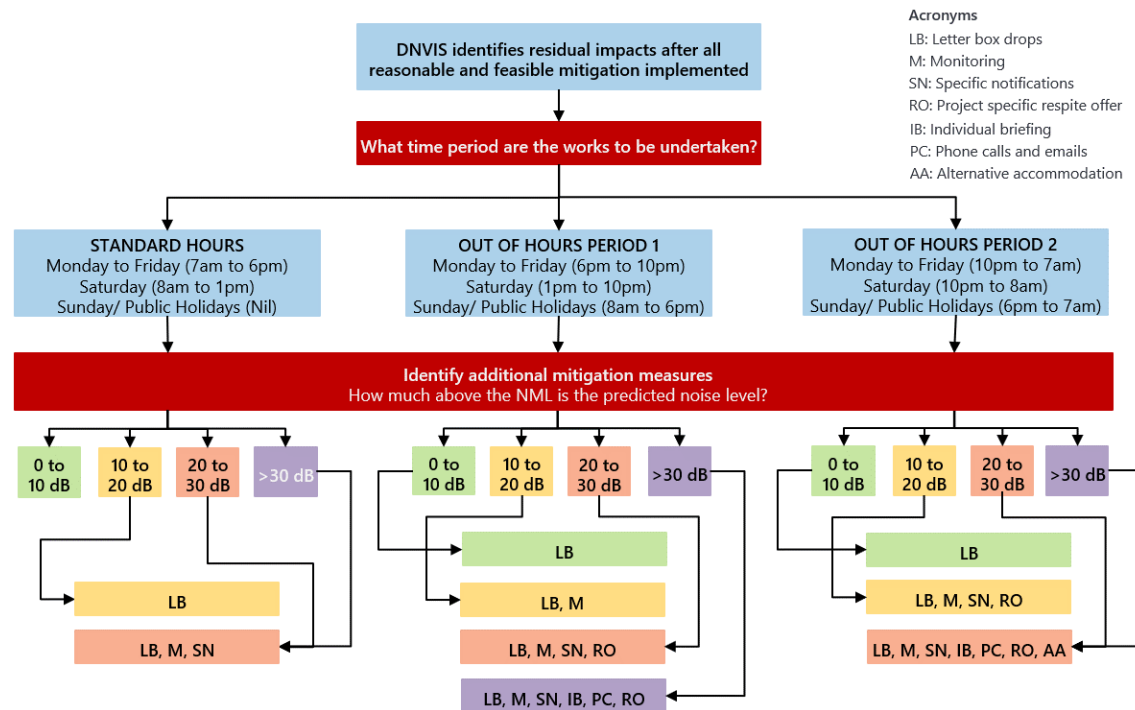 Acronyms
LB: Letter box drops
M: Monitoring
SN: Specific notifications
RO: Project specific respite offer
IB: Individual briefing
PC: Phone calls and emails
AA: Alternative accommodation
DNVIS identifies residual impacts after all
reasonable and feasible mitigation implemented
What time period are the works to be undertaken?
STANDARD HOURS
Monday to Friday (7am to 6pm)
Saturday (8am to 1pm)
Sunday/ Public Holidays (Nil)
OUT OF HOURS PERIOD 1
Monday to Friday (6pm to 10pm)
Saturday (1pm to 10pm)
Sunday/ Public Holidays (8am to 6pm)
OUT OF HOURS PERIOD 2
Monday to Friday (10pm to 7am)
Saturday (10pm to 8am)
Sunday/ Public Holidays (6pm to 7am)
Identify additional mitigation measures
How much above the NML is the predicted noise level?
0 to
10 dB
10 to
20 dB
20 to
30 dB
>30 dB
LB
LB, M, SN
0 to
10 dB
10 to
20 dB
20 to
30 dB
>30 dB
LB
LB, M
LB, M, SN, RO
LB, M, SN, IB, PC, RO
0 to
10 dB
10 to
20 dB
20 to
30 dB
>30 dB
LB
LB, M, SN, RO
LB, M, SN, IB, PC, RO, AA